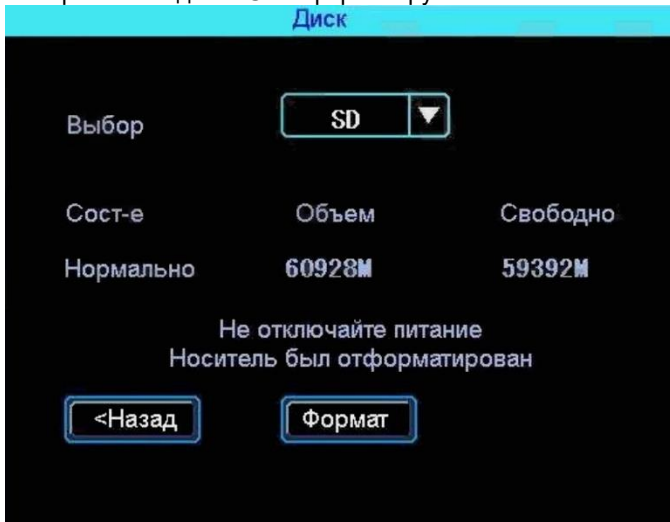 Диск
Выбор SD
Сост-е Объем Свободно
Нормально 60928M 59392M
Не отключайте питание
Носитель был отформатирован
<Назад Формат